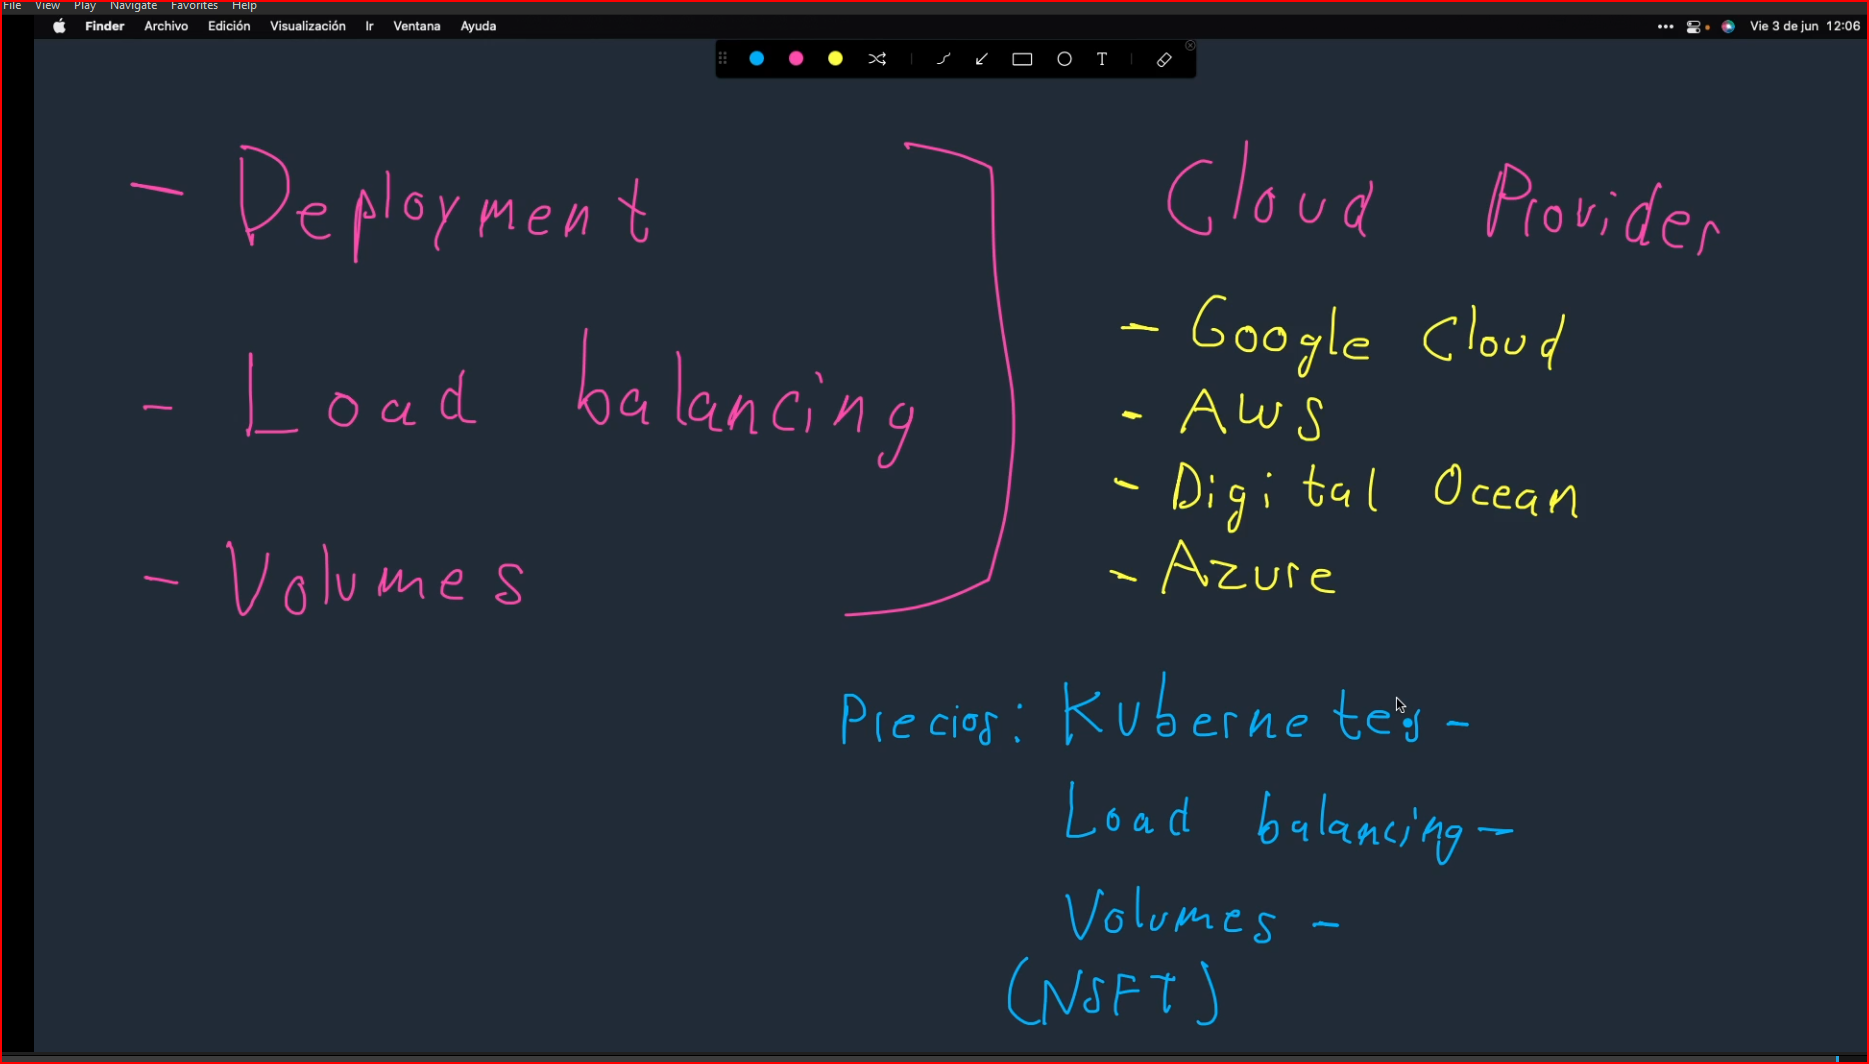 File View Play Navigate Favorites Help
Finder Archivo Edición Visualización Ir Ventana Ayuda Vie 3 de jun 12:06
T
- Deployment
- Load balancing
- Volumes
Cloud Provider
- Google Cloud
- AWS
- Digital Ocean
- Azure
Precios: Kubernetes -
Load balancing -
Volumes -
(NSFT)